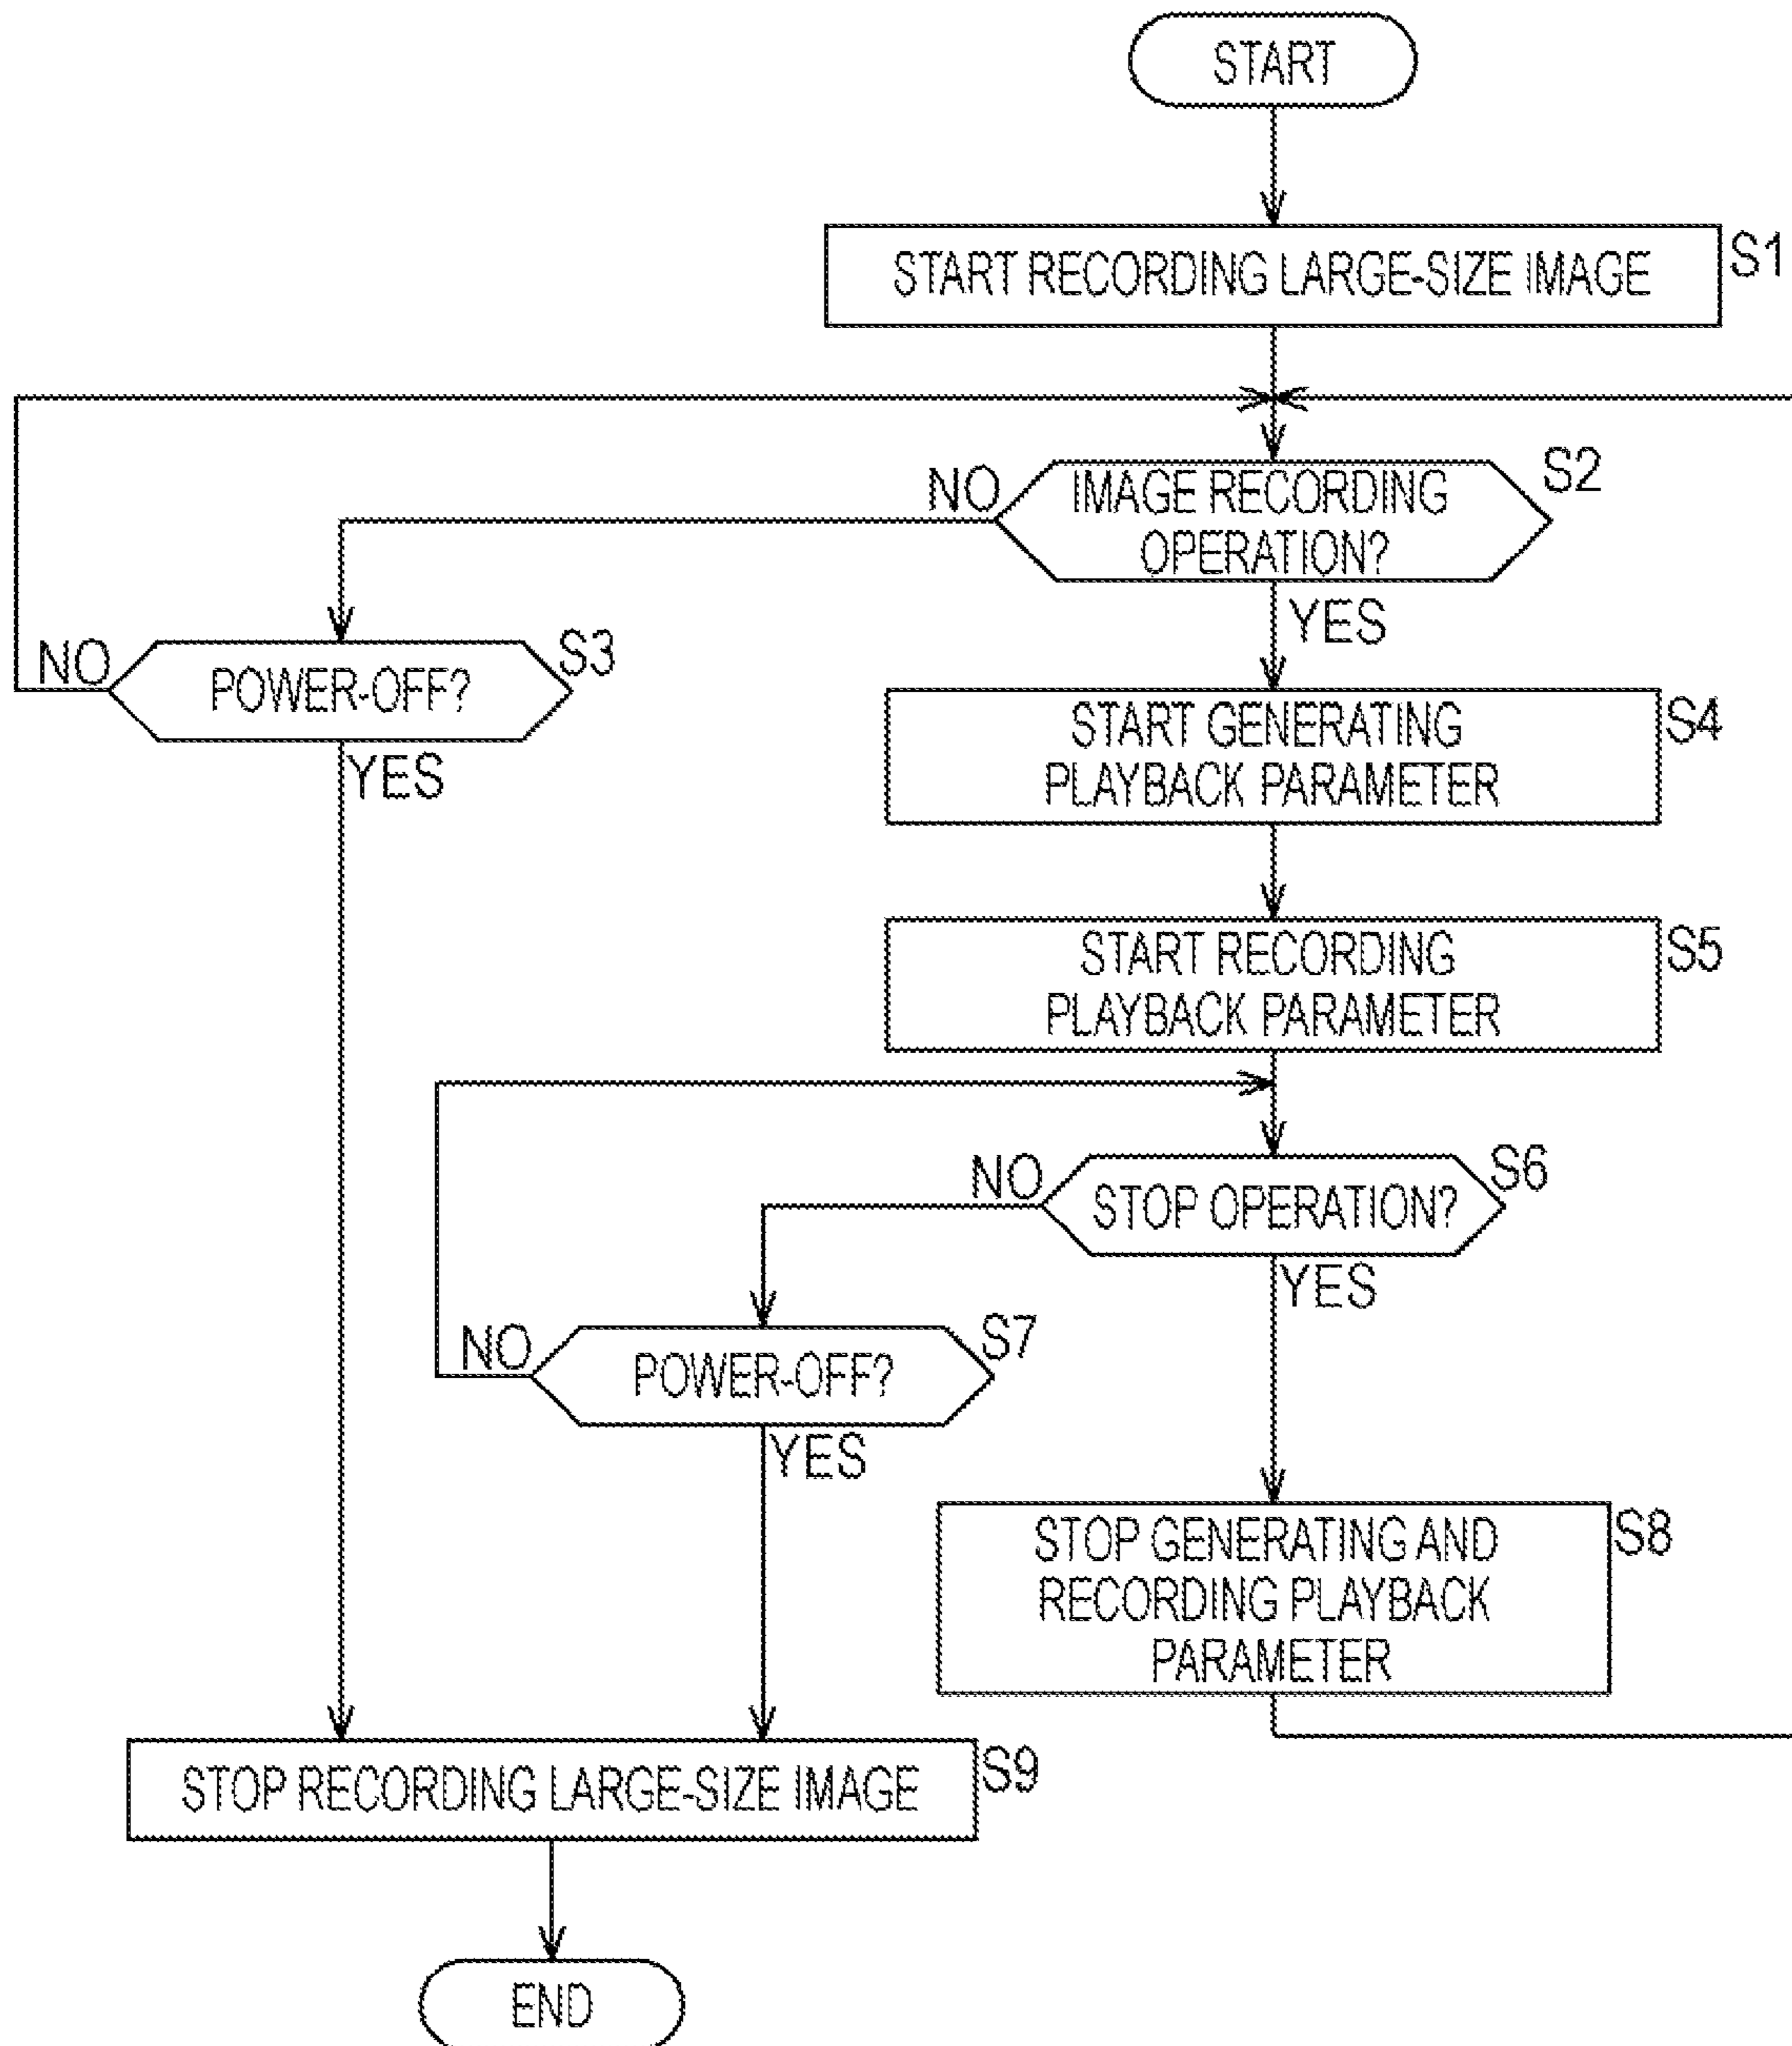 START
START RECORDING LARGE-SIZE IMAGE
S1
S2
NO
IMAGE RECORDING
OPERATION?
YES
S3
NO
POWER-OFF?
YES
S4
START GENERATING
PLAYBACK PARAMETER
S5
START RECORDING
PLAYBACK PARAMETER
S6
NO
STOP OPERATION?
YES
S7
NO
POWER-OFF?
YES
S8
STOP GENERATING AND
RECORDING PLAYBACK
PARAMETER
S9
STOP RECORDING LARGE-SIZE IMAGE
END